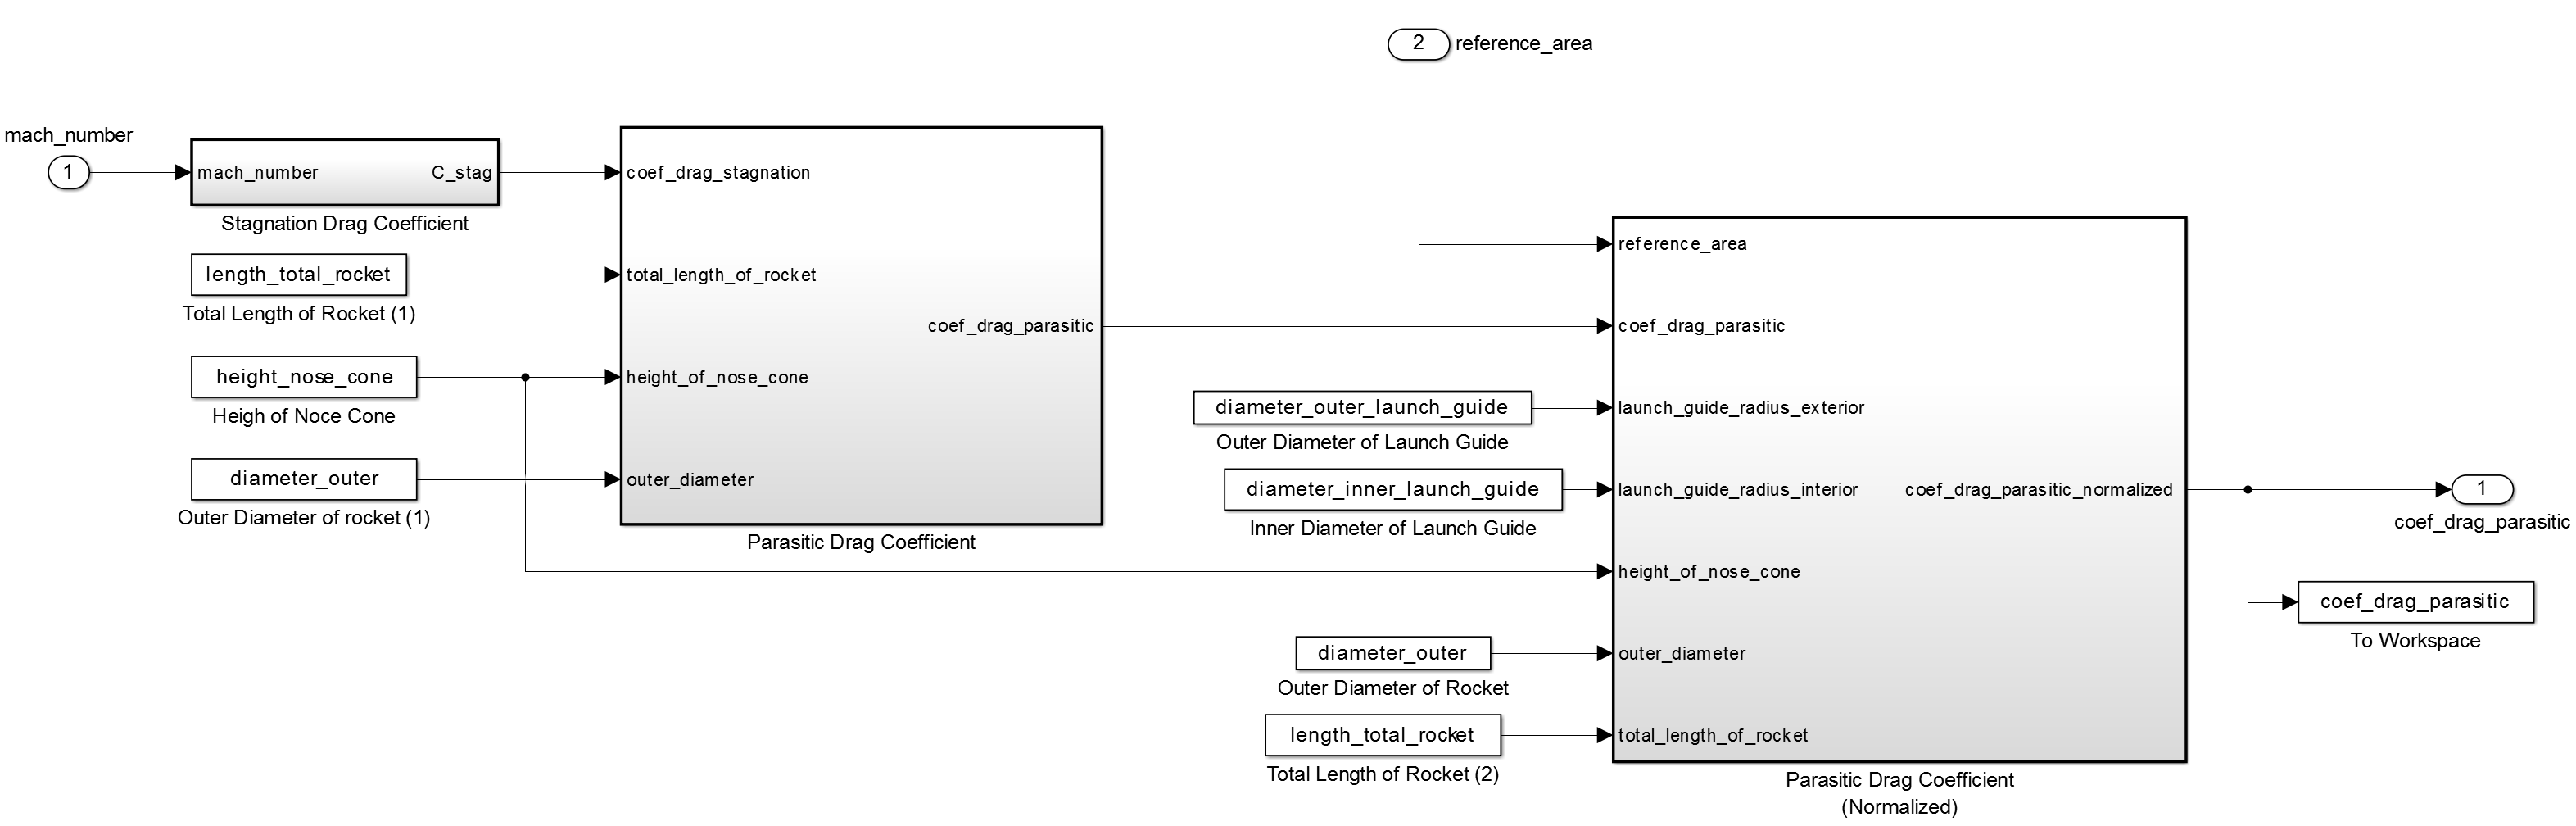 2
reference_area
mach_number
1
mach_number
C_stag
Stagnation Drag Coefficient
length_total_rocket
Total Length of Rocket (1)
height_nose_cone
Heigh of Noce Cone
diameter_outer
Outer Diameter of rocket (1)
coef_drag_stagnation
total_length_of_rocket
coef_drag_parasitic
height_of_nose_cone
outer_diameter
Parasitic Drag Coefficient
diameter_outer_launch_guide
Outer Diameter of Launch Guide
diameter_inner_launch_guide
Inner Diameter of Launch Guide
diameter_outer
Outer Diameter of Rocket
length_total_rocket
Total Length of Rocket (2)
reference_area
coef_drag_parasitic
launch_guide_radius_exterior
launch_guide_radius_interior
coef_drag_parasitic_normalized
height_of_nose_cone
outer_diameter
total_length_of_rocket
Parasitic Drag Coefficient
(Normalized)
1
coef_drag_parasitic
coef_drag_parasitic
To Workspace